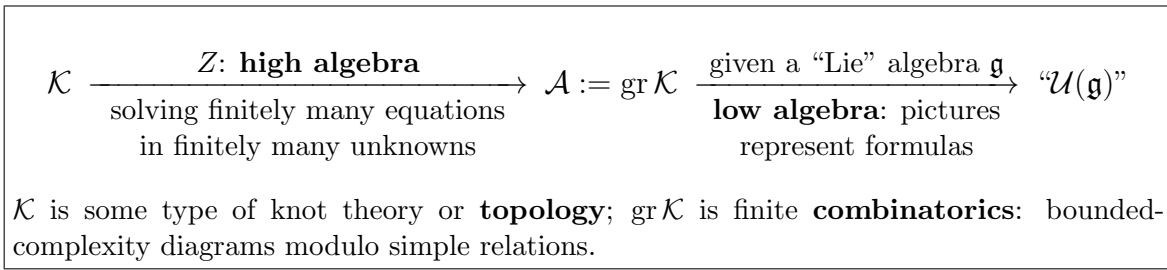 Z: high algebra
given a “Lie” algebra 𝔤
𝒦 ⟶ 𝒜 := gr 𝒦 ⟶ “𝒰(𝔤)”
solving finitely many equations
low algebra: pictures
in finitely many unknowns
represent formulas
𝒦 is some type of knot theory or topology; gr 𝒦 is finite combinatorics: bounded-
complexity diagrams modulo simple relations.